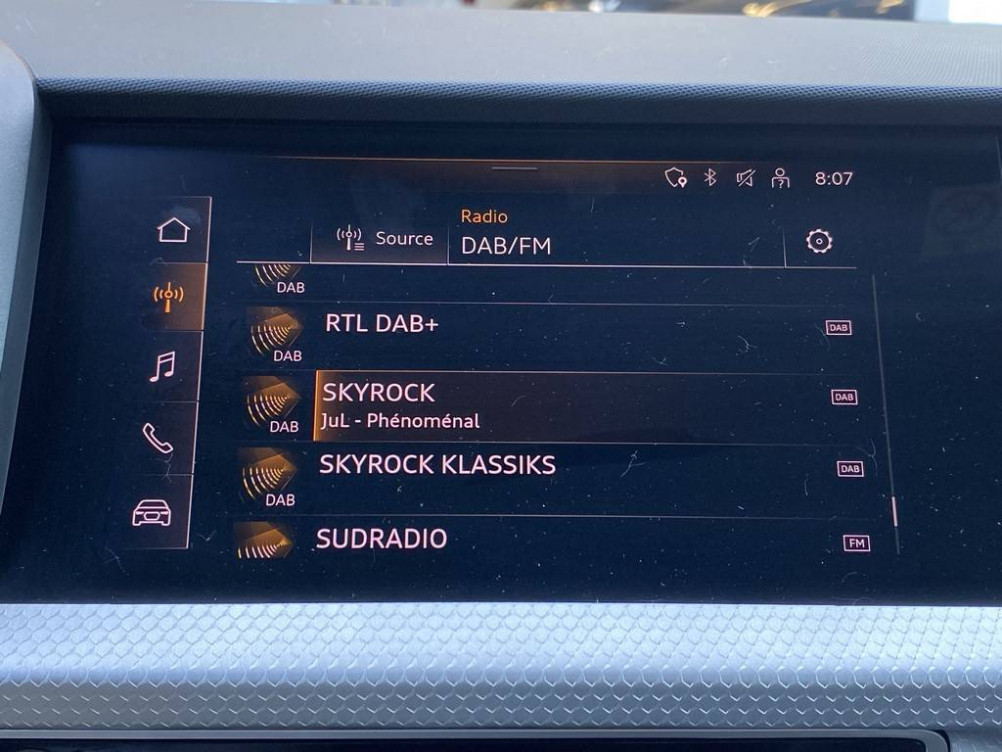 8:07
Radio
Source DAB/FM
DAB
RTL DAB+ DAB
DAB
SKYROCK DAB
JuL - Phénoménal
DAB
SKYROCK KLASSIKS DAB
DAB
SUDRADIO FM